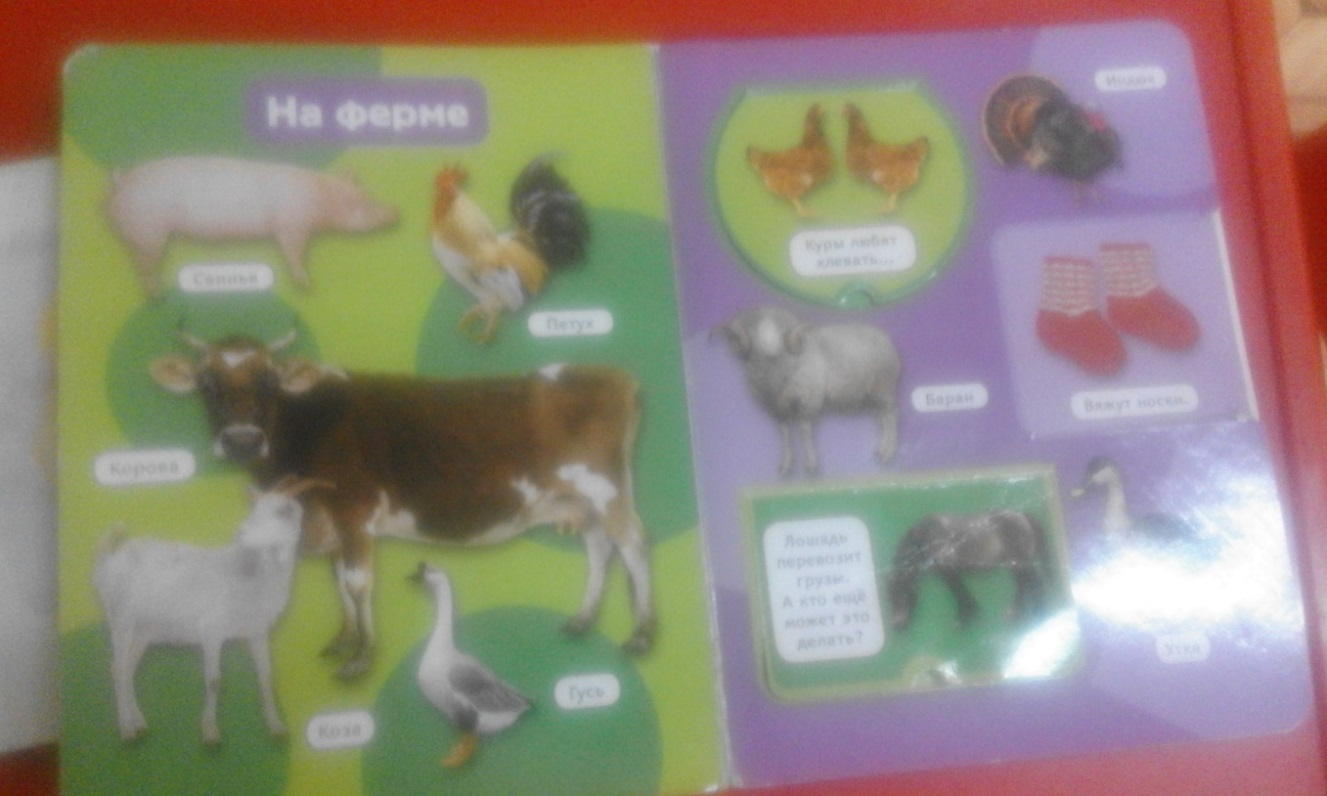 На ферме
Свинья
Петух
Корова
Коза
Гусь
Куры любят
клевать...
Индюк
Баран
Вяжут носки.
Лошадь
перевозит
грузы.
А кто ещё
может это
делать?
Утка